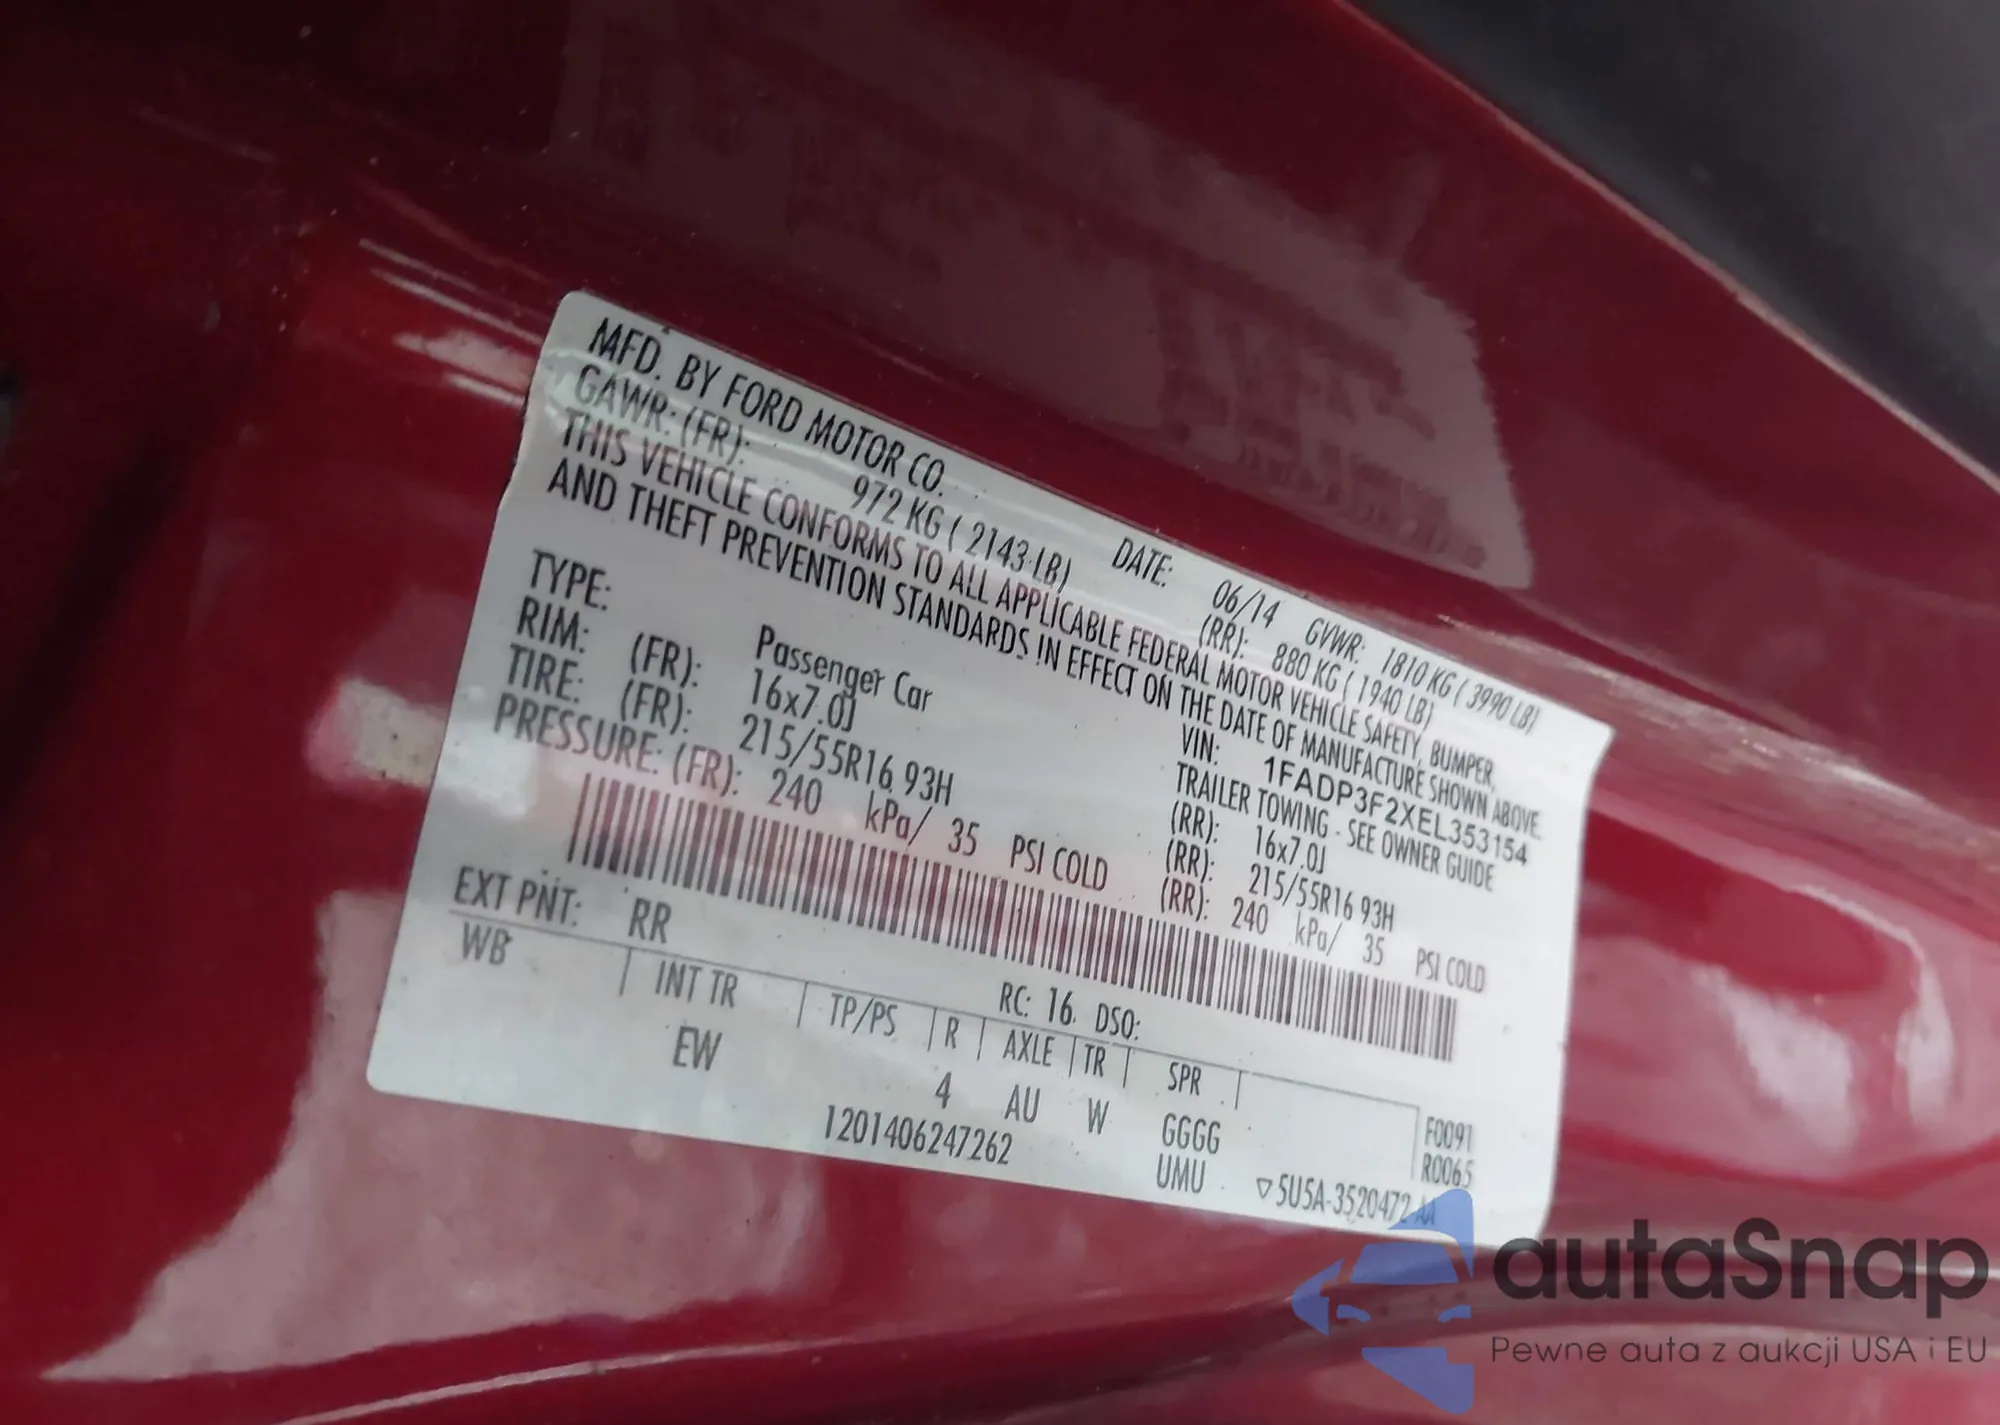 MFD. BY FORD MOTOR CO.
DATE: 06/14 GVWR: 1810 KG ( 3990 LB)
GAWR: (FR): 972 KG ( 2143 LB) (RR): 880 KG ( 1940 LB)
THIS VEHICLE CONFORMS TO ALL APPLICABLE FEDERAL MOTOR VEHICLE SAFETY, BUMPER,
AND THEFT PREVENTION STANDARDS IN EFFECT ON THE DATE OF MANUFACTURE SHOWN ABOVE.
VIN: 1FADP3F2XEL353154
TYPE: Passenger Car TRAILER TOWING - SEE OWNER GUIDE
RIM: (FR): 16x7.0J (RR): 16x7.0J
TIRE: (FR): 215/55R16 93H (RR): 215/55R16 93H
PRESSURE: (FR): 240 kPa/ 35 PSI COLD (RR): 240 kPa/ 35 PSI COLD
EXT PNT: RR RC: 16 DSO:
WB INT TR TP/PS R AXLE TR SPR
EW 4 AU W GGGG F0091
R0065
1201406247262 UMU ▽5U5A-3520472-AA
autaSnap
Pewne auta z aukcji USA i EU